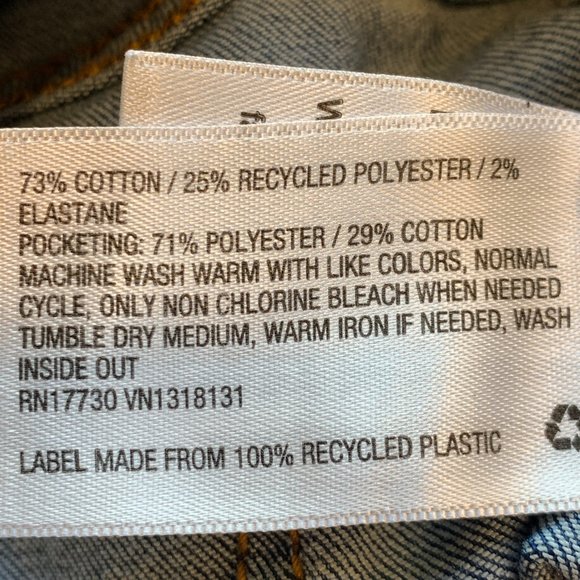 73% COTTON / 25% RECYCLED POLYESTER / 2%
ELASTANE
POCKETING: 71% POLYESTER / 29% COTTON
MACHINE WASH WARM WITH LIKE COLORS, NORMAL
CYCLE, ONLY NON CHLORINE BLEACH WHEN NEEDED
TUMBLE DRY MEDIUM, WARM IRON IF NEEDED, WASH
INSIDE OUT
RN17730 VN1318131
LABEL MADE FROM 100% RECYCLED PLASTIC